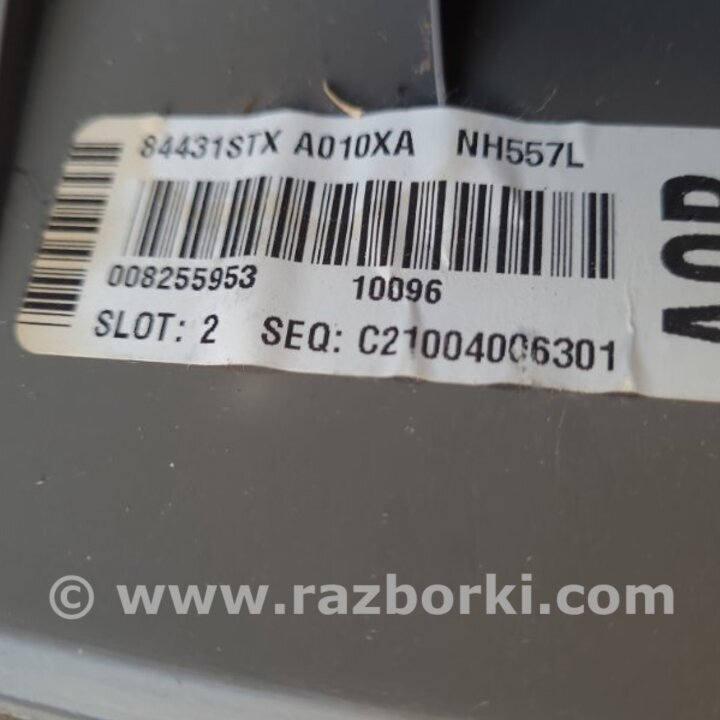 84431STX A010XA NH557L
008255953 10096
SLOT: 2 SEQ: C21004006301
© www.razborki.com